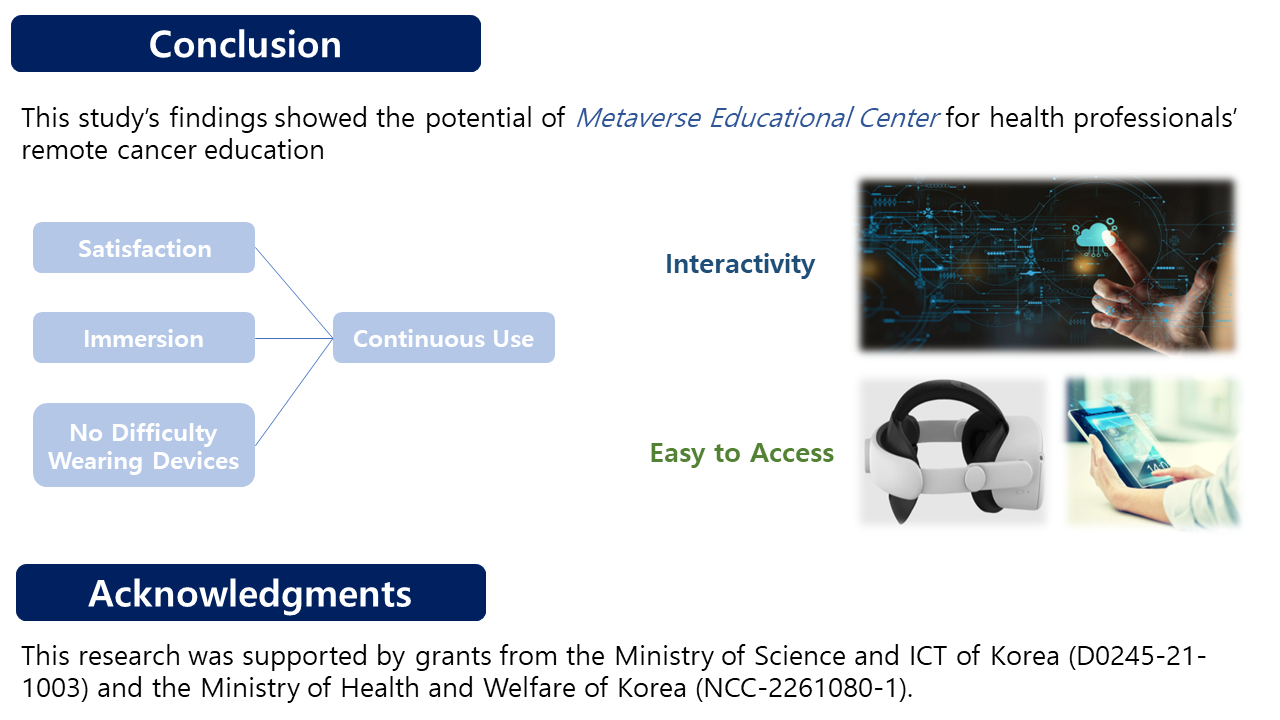 Conclusion
This study’s findings showed the potential of Metaverse Educational Center for health professionals’
remote cancer education
Satisfaction
Immersion
No Difficulty
Wearing Devices
Continuous Use
Interactivity
Easy to Access
Acknowledgments
This research was supported by grants from the Ministry of Science and ICT of Korea (D0245-21-
1003) and the Ministry of Health and Welfare of Korea (NCC-2261080-1).